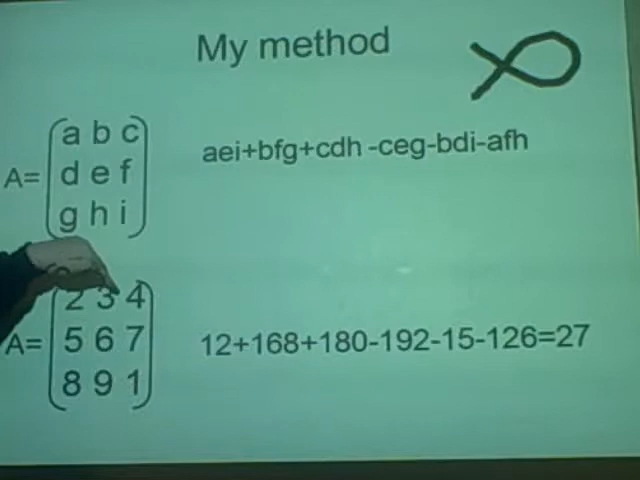 My method
A= a b c
d e f
g h i
aei+bfg+cdh -ceg-bdi-afh
A= 2 3 4
5 6 7
8 9 1
12+168+180-192-15-126=27